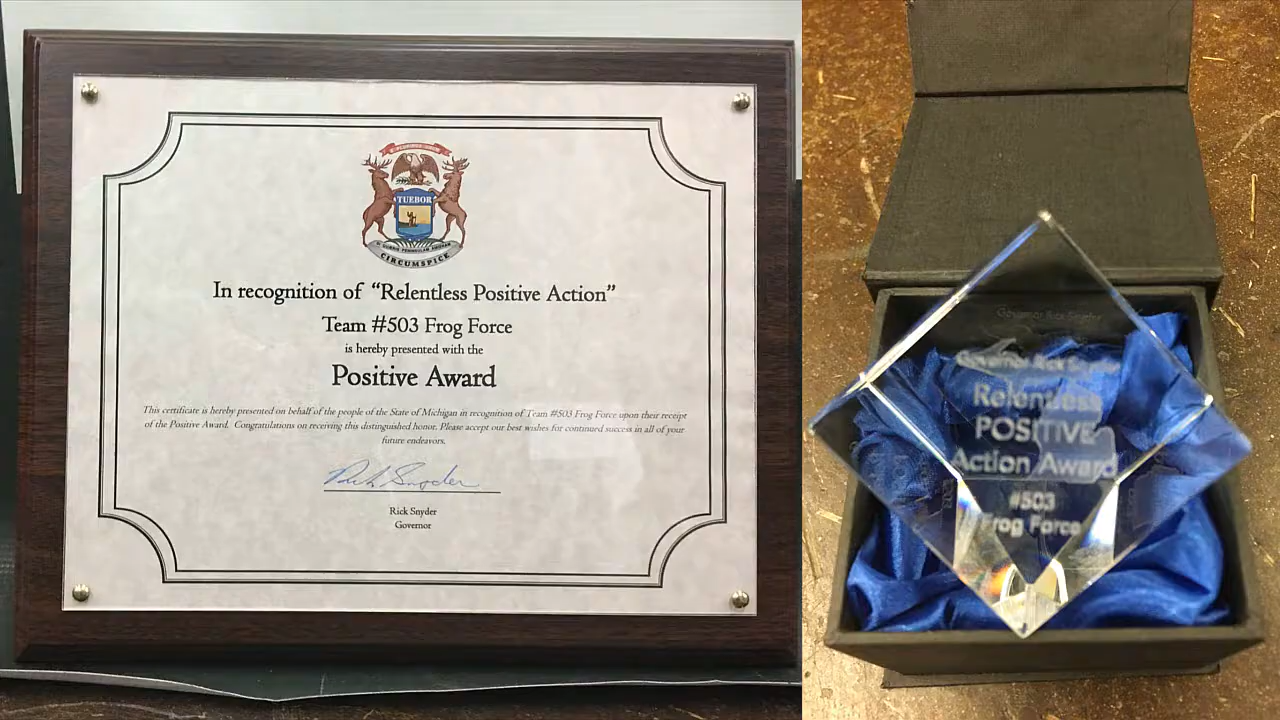 TUEBOR
CIRCUMSPICE
In recognition of “Relentless Positive Action”
Team #503 Frog Force
is hereby presented with the
Positive Award
This certificate is hereby presented on behalf of the people of the State of Michigan in recognition of Team #503 Frog Force upon their receipt
of the Positive Award. Congratulations on receiving this distinguished honor. Please accept our best wishes for continued success in all of your
future endeavors.
Rick Snyder
Rick Snyder
Governor
Governor Rick Snyder
Relentless
POSITIVE
Action Award
#503
Frog Force